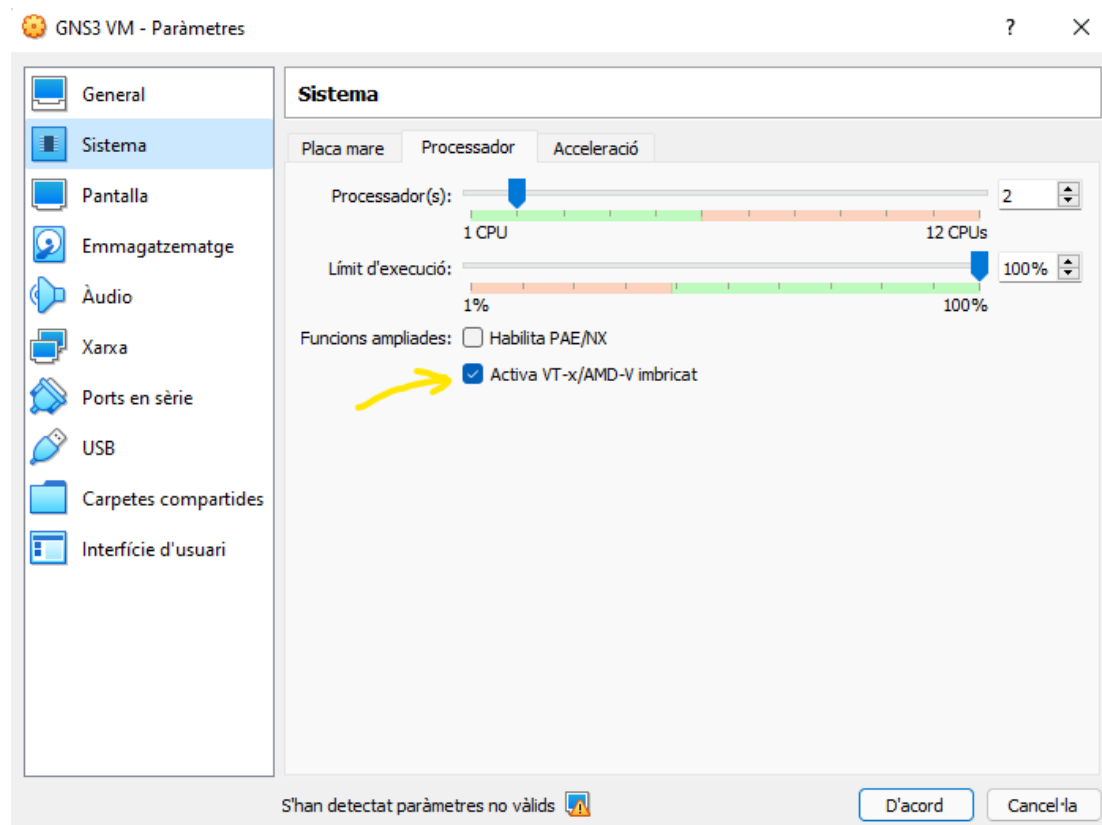 GNS3 VM - Paràmetres ?
General
Sistema
Pantalla
Emmagatzematge
Àudio
Xarxa
Ports en sèrie
USB
Carpetes compartides
Interfície d'usuari
Sistema
Placa mare Processador Acceleració
Processador(s): 2
1 CPU 12 CPUs
Límit d'execució: 100%
1% 100%
Funcions ampliades: Habilita PAE/NX
Activa VT-x/AMD-V imbricat
S'han detectat paràmetres no vàlids D'acord Cancel·la